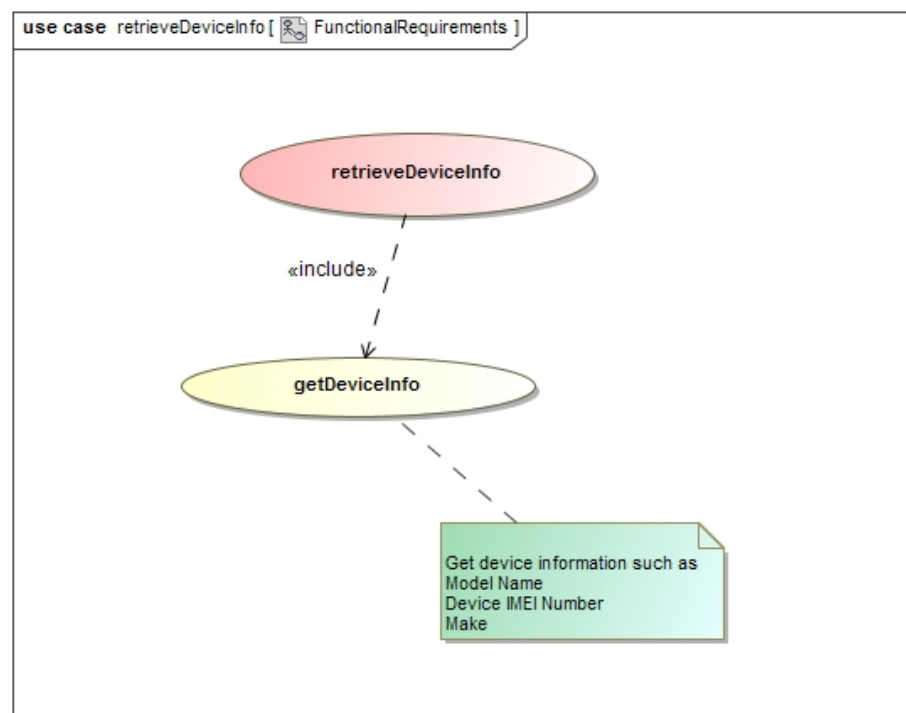 use case retrieveDeviceInfo [ FunctionalRequirements ]
retrieveDeviceInfo
«include»
getDeviceInfo
Get device information such as
Model Name
Device IMEI Number
Make